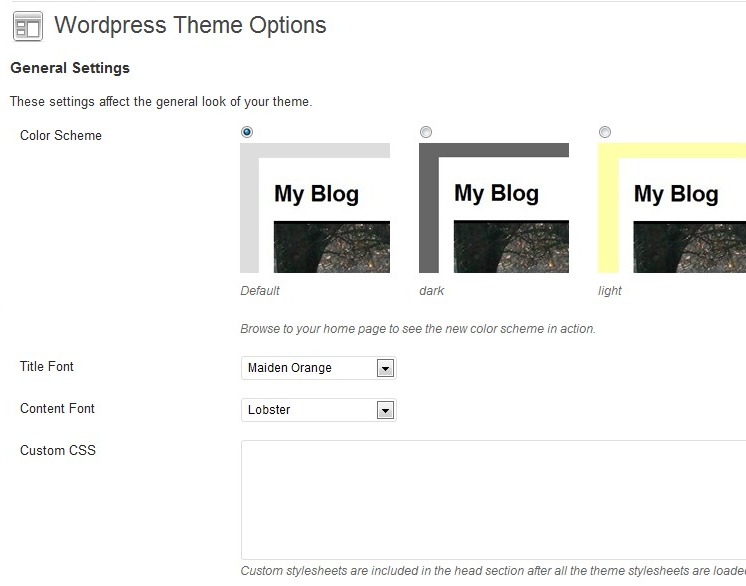 Wordpress Theme Options
General Settings
These settings affect the general look of your theme.
Color Scheme
My Blog
My Blog
My Blog
Default
dark
light
Browse to your home page to see the new color scheme in action.
Title Font
Maiden Orange
Content Font
Lobster
Custom CSS
Custom stylesheets are included in the head section after all the theme stylesheets are loaded